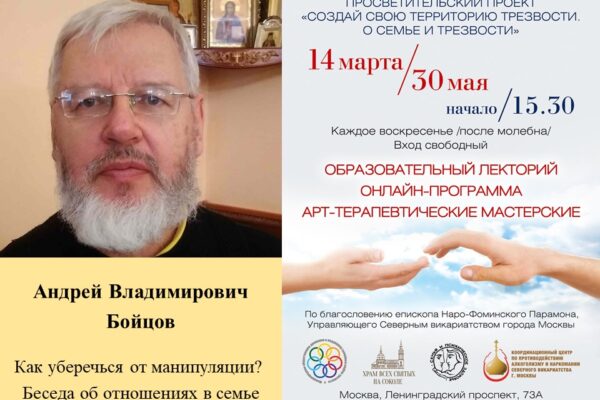 Андрей Владимирович
Бойцов
Как уберечься от манипуляции?
Беседа об отношениях в семье
ПРОСВЕТИТЕЛЬСКИЙ ПРОЕКТ
«СОЗДАЙ СВОЮ ТЕРРИТОРИЮ ТРЕЗВОСТИ.
О СЕМЬЕ И ТРЕЗВОСТИ»
14 марта/30 мая
начало/15.30
Каждое воскресенье /после молебна/
Вход свободный
ОБРАЗОВАТЕЛЬНЫЙ ЛЕКТОРИЙ
ОНЛАЙН-ПРОГРАММА
АРТ-ТЕРАПЕВТИЧЕСКИЕ МАСТЕРСКИЕ
По благословению епископа Наро-Фоминского Парамона,
Управляющего Северным викариатством города Москвы
ХРАМ ВСЕХ СВЯТЫХ
НА СОКОЛЕ
КООРДИНАЦИОННЫЙ ЦЕНТР
ПО ПРОТИВОДЕЙСТВИЮ
АЛКОГОЛИЗМУ И НАРКОМАНИИ
СЕВЕРНОГО ВИКАРИАТСТВА
Г. МОСКВЫ
Москва, Ленинградский проспект, 73А